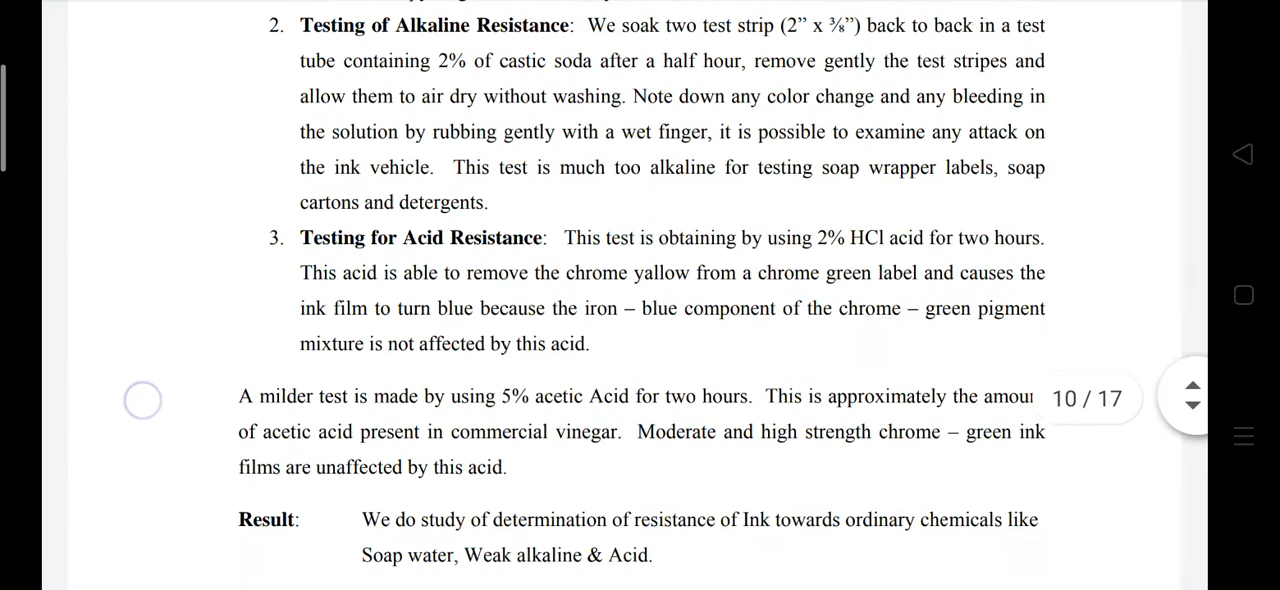 2. Testing of Alkaline Resistance: We soak two test strip (2” x ⅜”) back to back in a test
tube containing 2% of castic soda after a half hour, remove gently the test stripes and
allow them to air dry without washing. Note down any color change and any bleeding in
the solution by rubbing gently with a wet finger, it is possible to examine any attack on
the ink vehicle. This test is much too alkaline for testing soap wrapper labels, soap
cartons and detergents.
3. Testing for Acid Resistance: This test is obtaining by using 2% HCl acid for two hours.
This acid is able to remove the chrome yallow from a chrome green label and causes the
ink film to turn blue because the iron – blue component of the chrome – green pigment
mixture is not affected by this acid.
A milder test is made by using 5% acetic Acid for two hours. This is approximately the amour
10 / 17
of acetic acid present in commercial vinegar. Moderate and high strength chrome – green ink
films are unaffected by this acid.
Result: We do study of determination of resistance of Ink towards ordinary chemicals like
Soap water, Weak alkaline & Acid.